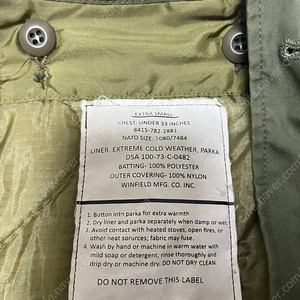 EXTRA SMALL
CHEST: UNDER 33 INCHES
8415-782-2881
NATO SIZE: 1080/7484
LINER, EXTREME COLD WEATHER, PARKA
DSA 100-73-C-0482
BATTING- 100% POLYESTER
OUTER COVERING- 100% NYLON
WINFIELD MFG. CO. INC.
1. Button into parka for extra warmth
2. Dry liner and parka separately when damp or wet.
3. Avoid contact with heated stoves, open fires, or
other heat sources; fabric may fuse.
4. Wash by hand or machine in warm water with
mild soap or detergent, rinse thoroughly and
drip dry or machine dry. DO NOT DRY CLEAN.
DO NOT REMOVE THIS LABEL